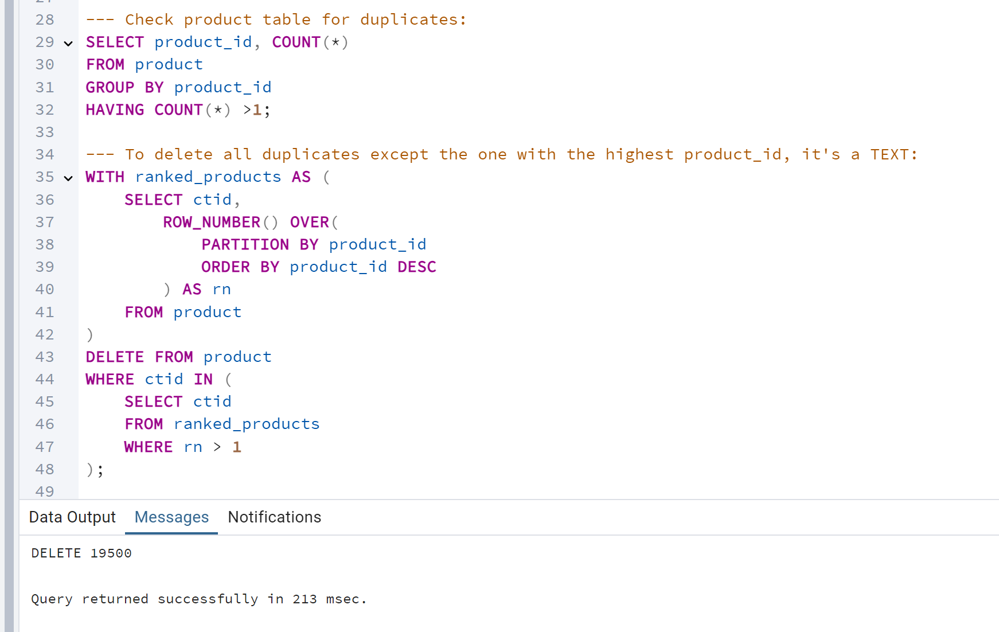 28 --- Check product table for duplicates:
29 SELECT product_id, COUNT(*)
30 FROM product
31 GROUP BY product_id
32 HAVING COUNT(*) >1;
33
34 --- To delete all duplicates except the one with the highest product_id, it's a TEXT:
35 WITH ranked_products AS (
36     SELECT ctid,
37         ROW_NUMBER() OVER(
38             PARTITION BY product_id
39             ORDER BY product_id DESC
40         ) AS rn
41     FROM product
42 )
43 DELETE FROM product
44 WHERE ctid IN (
45     SELECT ctid
46     FROM ranked_products
47     WHERE rn > 1
48 );
49
Data Output Messages Notifications
DELETE 19500
Query returned successfully in 213 msec.